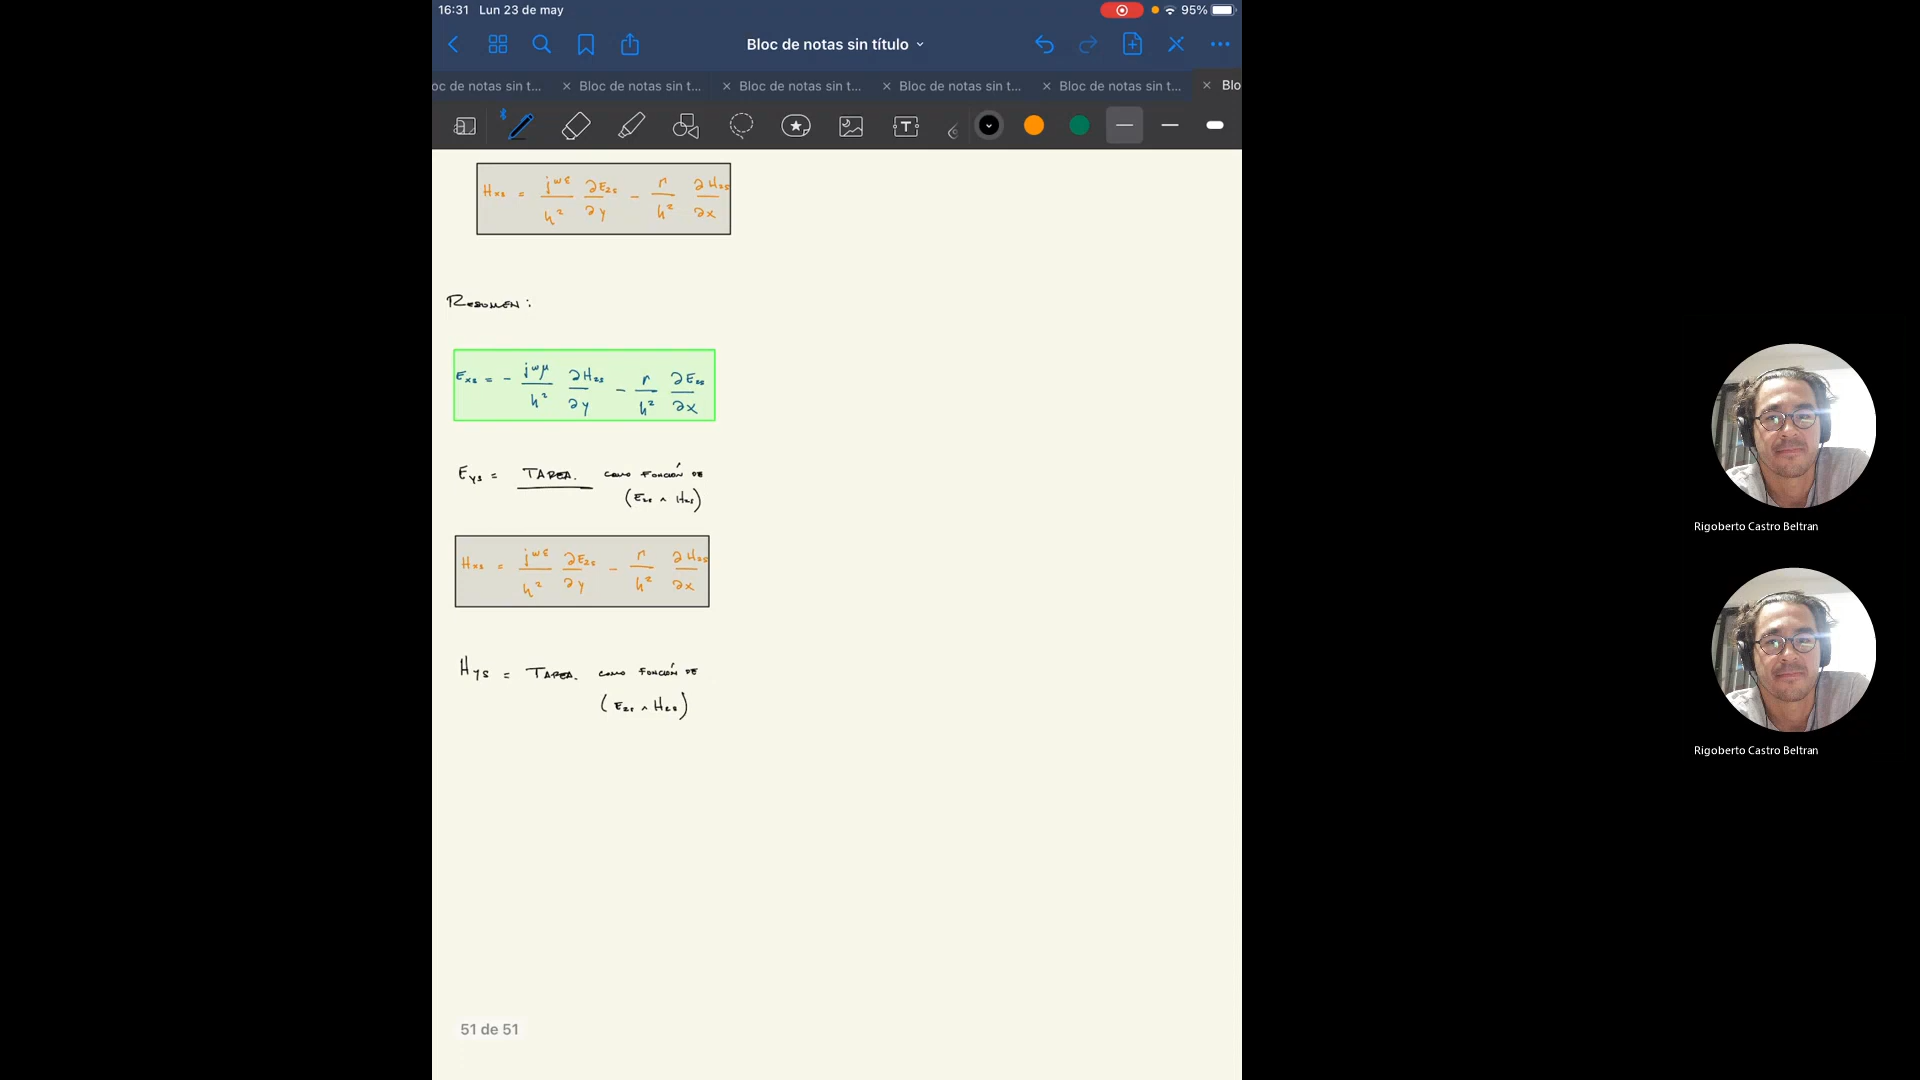 16:31 Lun 23 de may 95%
Bloc de notas sin título
oc de notas sin t... Bloc de notas sin t... Bloc de notas sin t... Bloc de notas sin t... Bloc de notas sin t... Blo
T
Hxs = jωε/h² ∂Ezs/∂y − Γ/h² ∂Hzs/∂x
RESUMEN:
Exs = − jωμ/h² ∂Hzs/∂y − Γ/h² ∂Ezs/∂x
Eys = TAREA. COMO FUNCIÓN DE
(Ezs ^ Hzs)
Hxs = jωε/h² ∂Ezs/∂y − Γ/h² ∂Hzs/∂x
Hys = TAREA. COMO FUNCIÓN DE
(Ezs ^ Hzs)
51 de 51
Rigoberto Castro Beltran
Rigoberto Castro Beltran